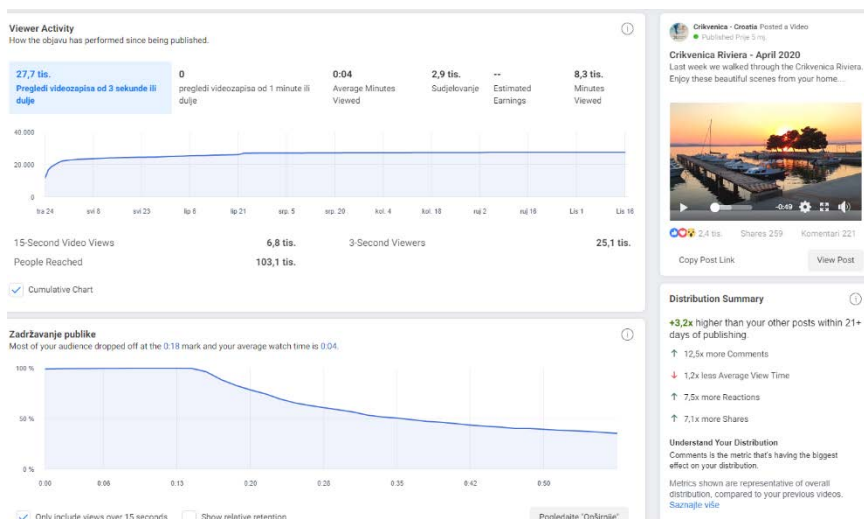 Viewer Activity
How the objavu has performed since being published.
27,7 tis.
Pregledi videozapisa od 3 sekunde ili
dulje
0
pregledi videozapisa od 1 minute ili
dulje
0:04
Average Minutes
Viewed
2,9 tis.
Sudjelovanje
--
Estimated
Earnings
8,3 tis.
Minutes
Viewed
40.000
20.000
0
tra 24 svi 8 svi 23 lip 6 lip 21 srp. 5 srp. 20 kol. 4 kol. 18 ruj 2 ruj 16 Lis 1 Lis 16
15-Second Video Views 6,8 tis.
3-Second Viewers 25,1 tis.
People Reached 103,1 tis.
Cumulative Chart
Zadržavanje publike
Most of your audience dropped off at the 0:18 mark and your average watch time is 0:04.
100 %
50 %
0 %
0:00 0:06 0:13 0:20 0:28 0:35 0:42 0:50
Only include views over 15 seconds
Show relative retention
Pogledajte "Opširnije"
Crikvenica - Croatia Posted a Video
Published Prije 5 mj.
Crikvenica Riviera - April 2020
Last week we walked through the Crikvenica Riviera.
Enjoy these beautiful scenes from your home...
-0:49
2,4 tis. Shares 259 Komentari 221
Copy Post Link
View Post
Distribution Summary
+3,2x higher than your other posts within 21+
days of publishing.
12,5x more Comments
1,2x less Average View Time
7,5x more Reactions
7,1x more Shares
Understand Your Distribution
Comments is the metric that's having the biggest
effect on your distribution.
Metrics shown are representative of overall
distribution, compared to your previous videos.
Saznajte više